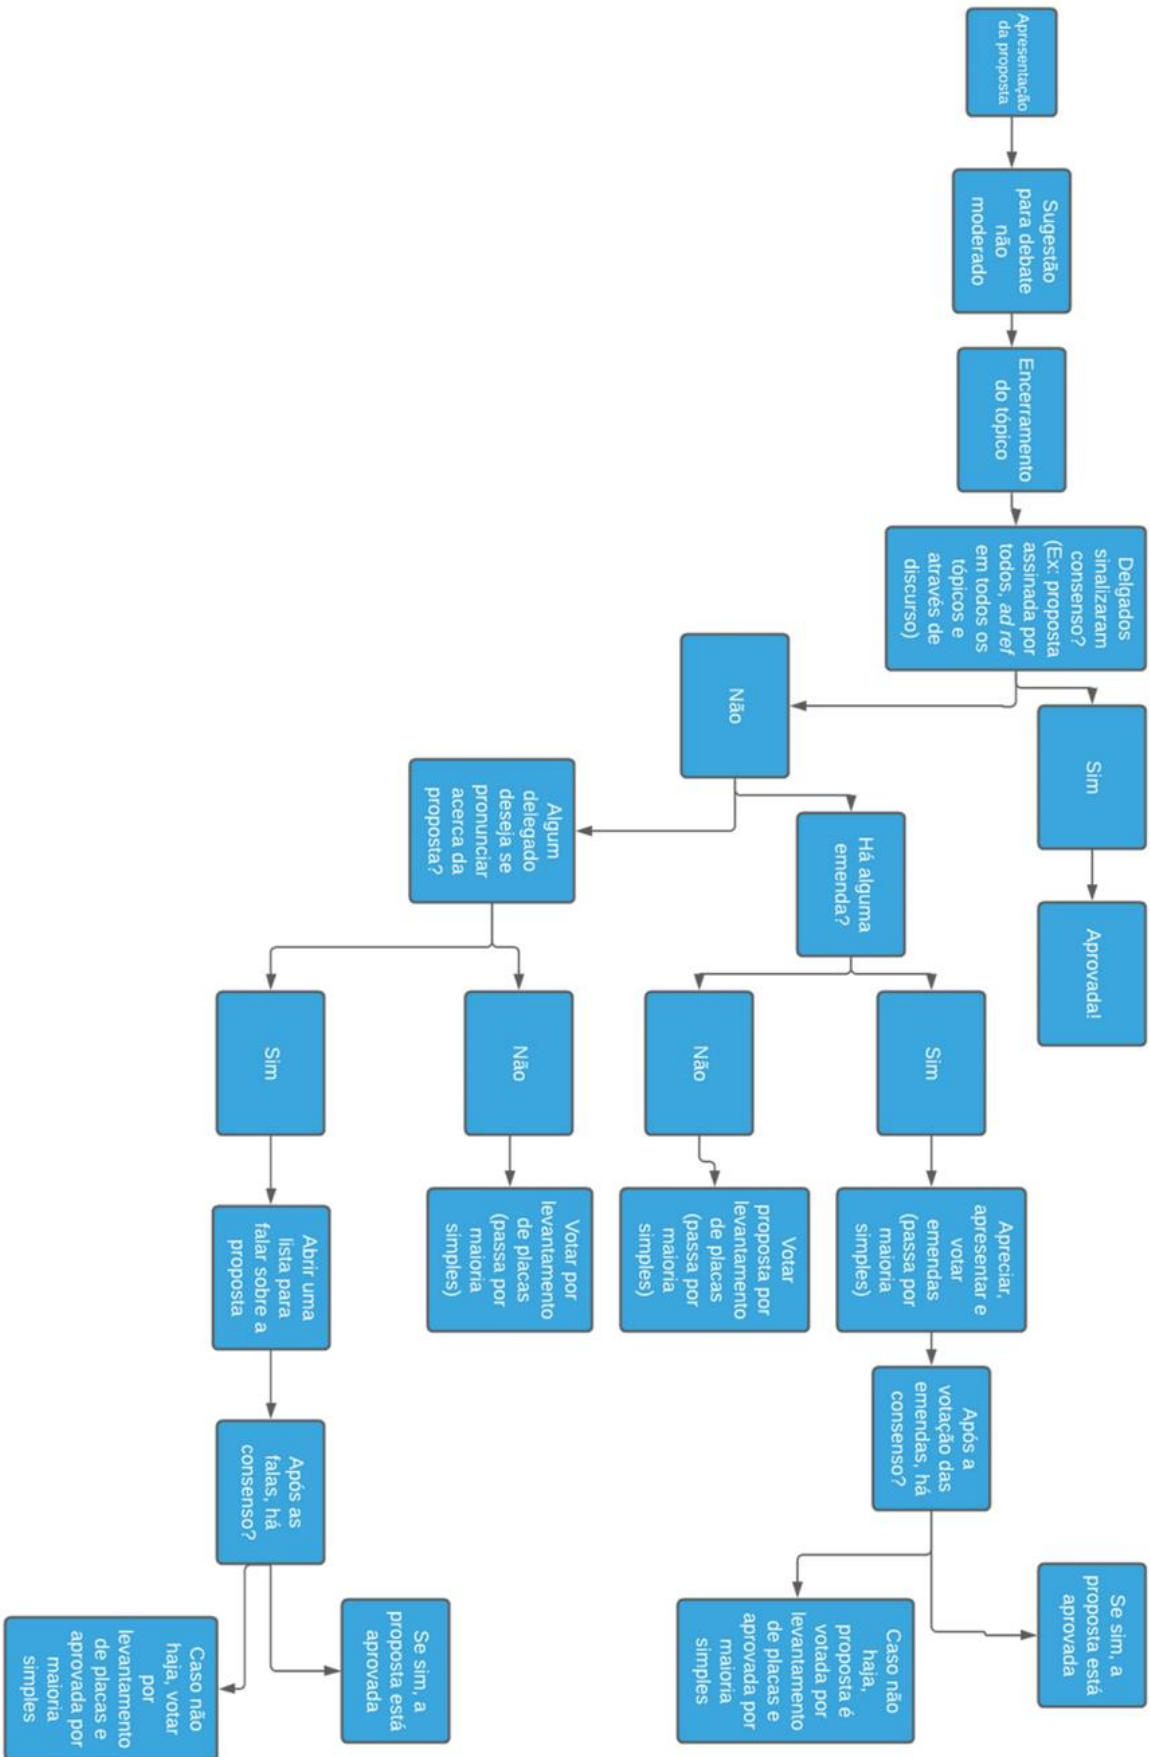 Apresentação
da proposta
Sugestão
para debate
não
moderado
Encerramento
do tópico
Delgados
sinalizaram
consenso?
(Ex: proposta
assinada por
todos, ad ref
em todos os
tópicos e
através de
discurso)
Sim
Aprovada!
Não
Há alguma
emenda?
Sim
Apreciar,
apresentar e
votar
emendas
(passa por
maioria
simples)
Após a
votação das
emendas, há
consenso?
Se sim, a
proposta está
aprovada
Caso não
haja,
proposta é
votada por
levantamento
de placas e
aprovada por
maioria
simples
Não
Votar
proposta por
levantamento
de placas
(passa por
maioria
simples)
Algum
delegado
deseja se
pronunciar
acerca da
proposta?
Não
Votar por
levantamento
de placas
(passa por
maioria
simples)
Sim
Abrir uma
lista para
falar sobre a
proposta
Após as
falas, há
consenso?
Se sim, a
proposta está
aprovada
Caso não
haja, votar
por
levantamento
de placas e
aprovada por
maioria
simples